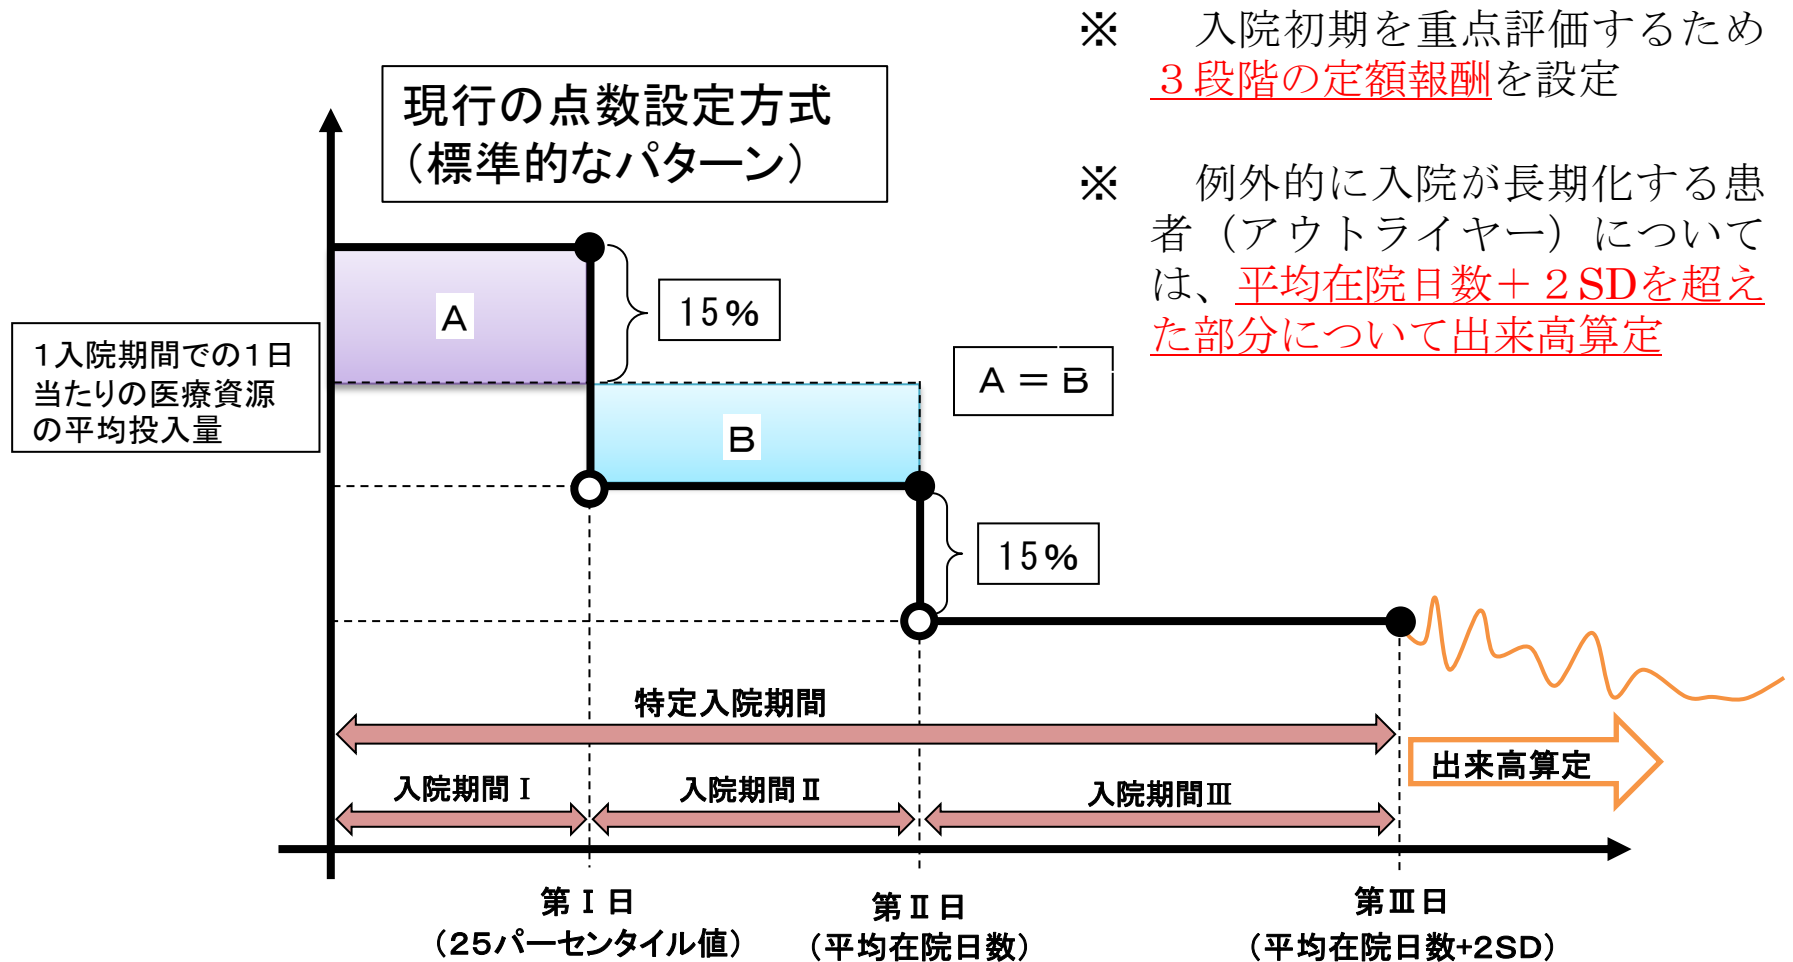 ※　入院初期を重点評価するため
３段階の定額報酬を設定
※　例外的に入院が長期化する患
者（アウトライヤー）について
は、平均在院日数＋２SDを超え
た部分について出来高算定
現行の点数設定方式
（標準的なパターン）
A
15%
1入院期間での1日
当たりの医療資源
の平均投入量
A＝B
B
15%
特定入院期間
出来高算定
入院期間Ⅰ
入院期間Ⅱ
入院期間Ⅲ
第Ⅰ日
（25パーセンタイル値）
第Ⅱ日
（平均在院日数）
第Ⅲ日
（平均在院日数+2SD）